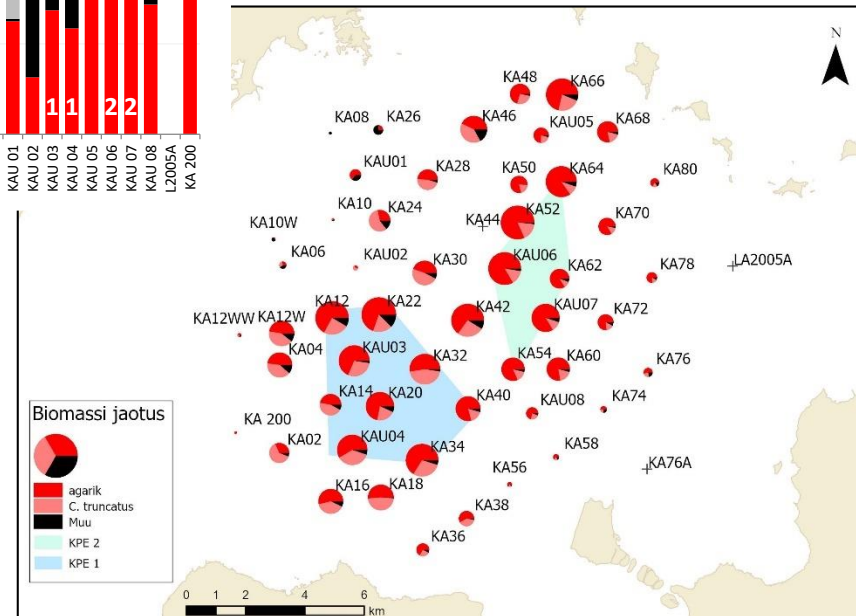 1 1 2 2
KAU 01
KAU 02
KAU 03
KAU 04
KAU 05
KAU 06
KAU 07
KAU 08
L2005A
KA 200
N
KA48
KA66
KA08
KA26
KA46
KAU05
KA68
KAU01
KA28
KA50
KA64
KA80
KA10
KA24
KA44
KA52
KA70
KA10W
KA06
KAU02
KA30
KAU06
KA62
KA78
LA2005A
KA12WW
KA12W
KA12
KA22
KA42
KAU07
KA72
KA04
KAU03
KA32
KA54
KA60
KA76
KA14
KA20
KA40
KAU08
KA74
KA 200
KA02
KAU04
KA34
KA58
KA76A
KA16
KA18
KA56
KA38
KA36
Biomassi jaotus
agarik
C. truncatus
Muu
KPE 2
KPE 1
0 1 2 4 6
km